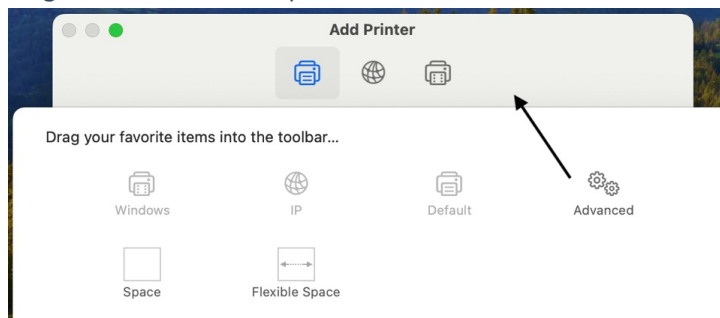 Add Printer
Drag your favorite items into the toolbar...
Windows IP Default Advanced
Space Flexible Space